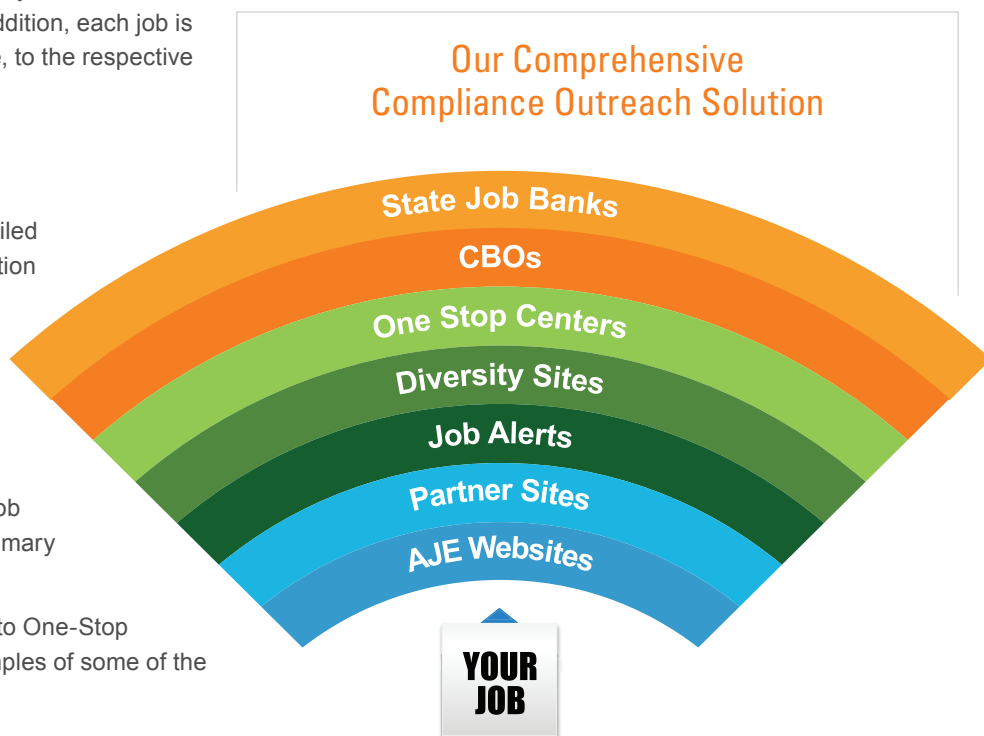 ddition, each job is
, to the respective
Our Comprehensive
Compliance Outreach Solution
State Job Banks
CBOs
One Stop Centers
Diversity Sites
Job Alerts
Partner Sites
AJE Websites
YOUR
JOB
iled
tion
ob
mary
to One-Stop
nples of some of the